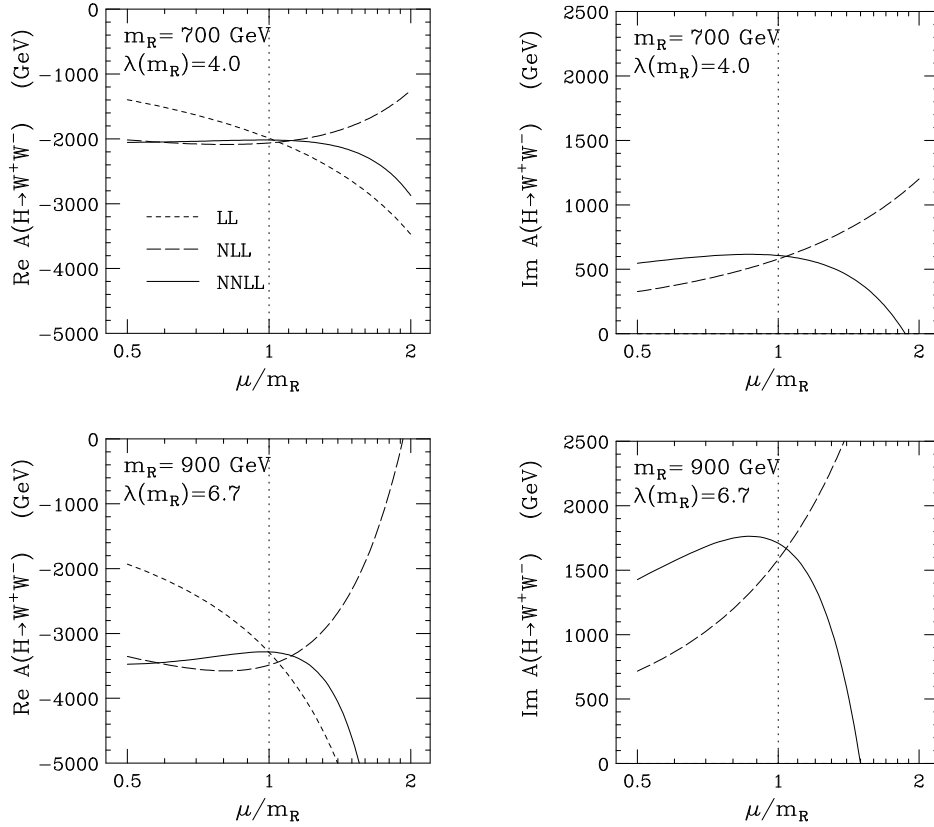 0
−1000
−2000
−3000
−4000
−5000
Re A(H→W⁺W⁻) (GeV)
m_R= 700 GeV
λ(m_R)=4.0
LL
NLL
NNLL
0.5 1 2
μ/m_R
2500
2000
1500
1000
500
0
Im A(H→W⁺W⁻) (GeV)
m_R= 700 GeV
λ(m_R)=4.0
0.5 1 2
μ/m_R
0
−1000
−2000
−3000
−4000
−5000
Re A(H→W⁺W⁻) (GeV)
m_R= 900 GeV
λ(m_R)=6.7
0.5 1 2
μ/m_R
2500
2000
1500
1000
500
0
Im A(H→W⁺W⁻) (GeV)
m_R= 900 GeV
λ(m_R)=6.7
0.5 1 2
μ/m_R